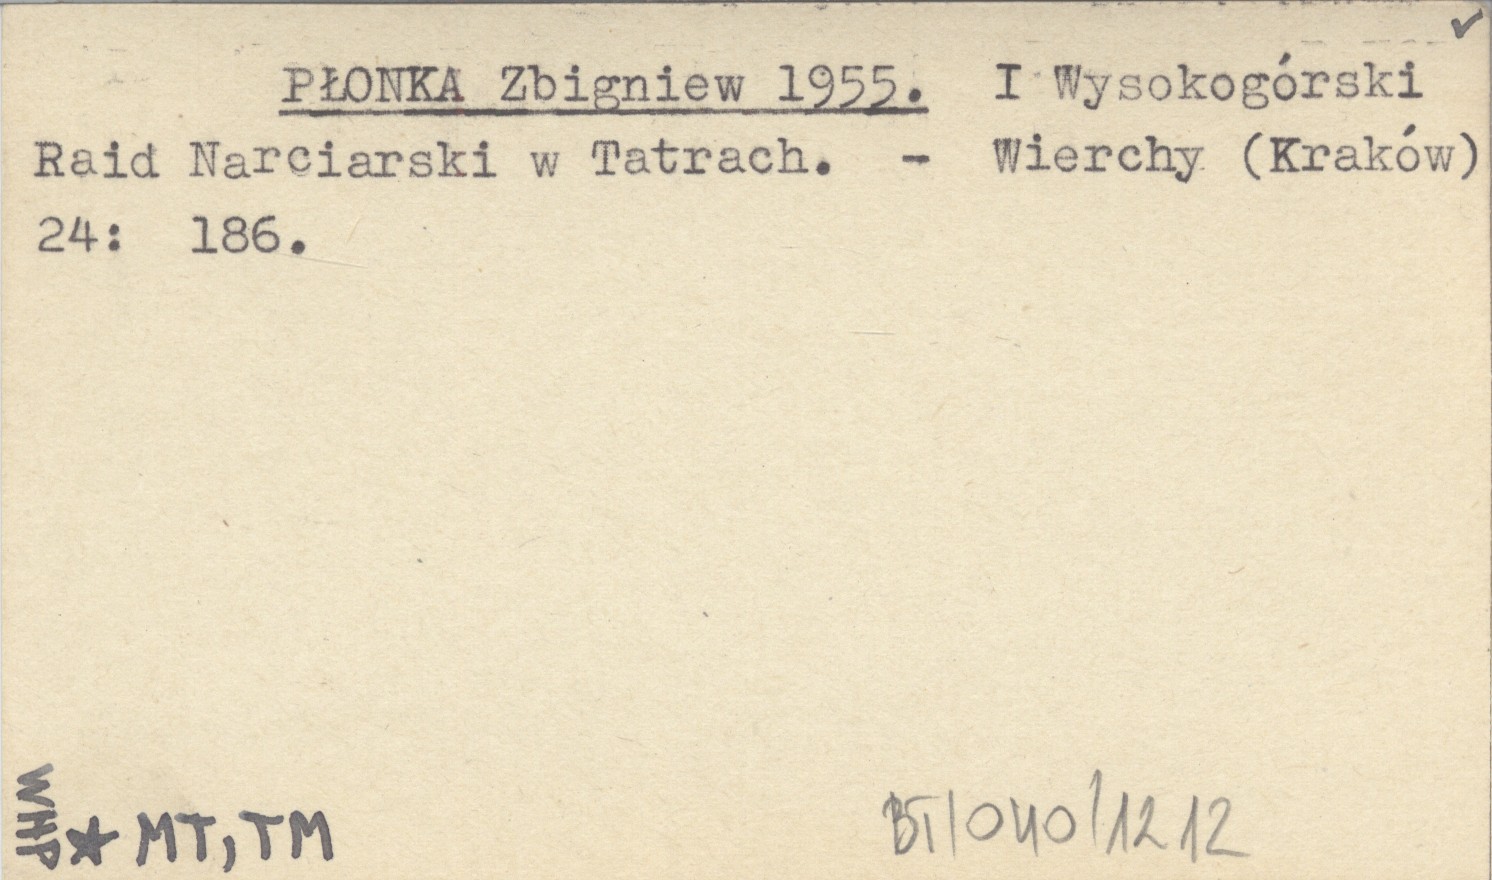 PŁONKA Zbigniew 1955. I Wysokogórski
Raid Narciarski w Tatrach. - Wierchy (Kraków)
24: 186.
WHP
★ MT, TM
BT/040/1212